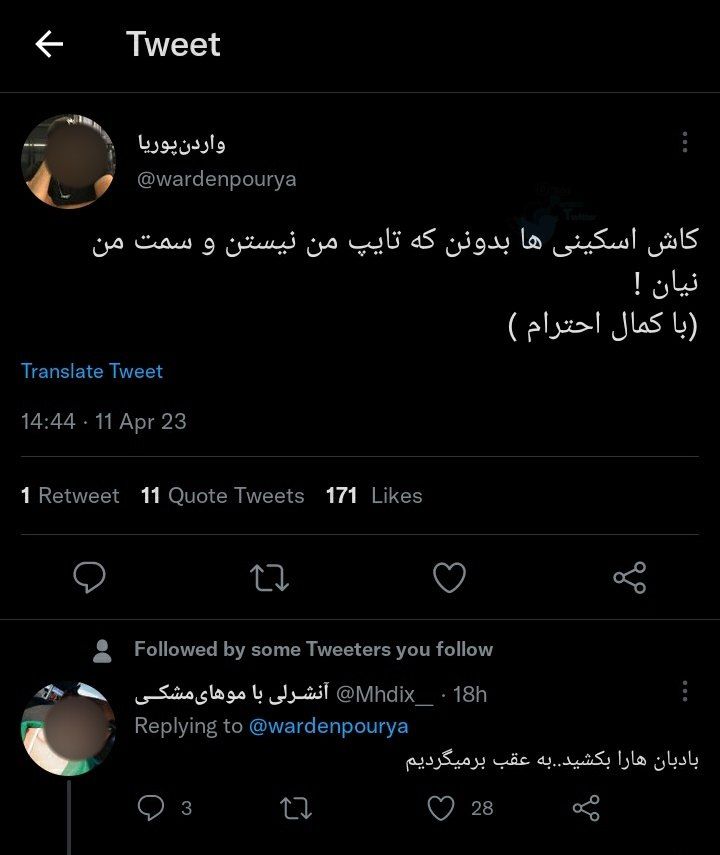 Tweet
واردن‌پوریا
@wardenpourya
کاش اسکینی ها بدونن که تایپ من نیستن و سمت من
نیان !
(با کمال احترام )
Translate Tweet
14:44 · 11 Apr 23
1 Retweet 11 Quote Tweets 171 Likes
Followed by some Tweeters you follow
آنشرلی با موهای‌مشکی @Mhdix__ · 18h
Replying to @wardenpourya
بادبان هارا بکشید..به عقب برمیگردیم
3 28